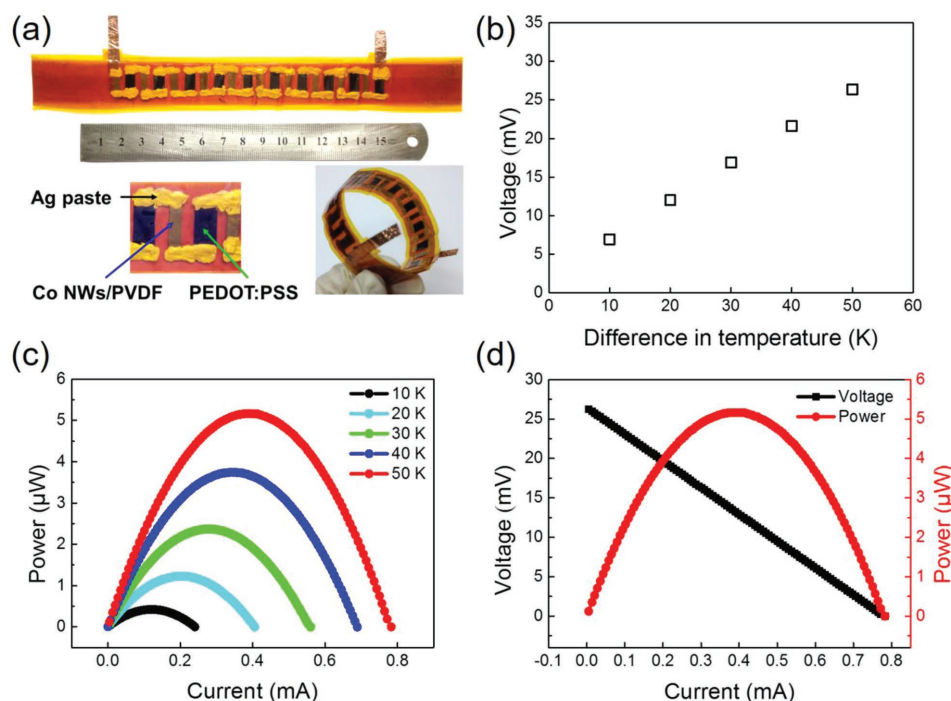 (a)
1 2 3 4 5 6 7 8 9 10 11 12 13 14 15
Ag paste
Co NWs/PVDF PEDOT:PSS
(b)
35
30
25
20
15
10
5
0
Voltage (mV)
0 10 20 30 40 50 60
Difference in temperature (K)
(c)
6
5
4
3
2
1
0
Power (µW)
10 K
20 K
30 K
40 K
50 K
0.0 0.2 0.4 0.6 0.8
Current (mA)
(d)
30
25
20
15
10
5
0
Voltage (mV)
Voltage
Power
6
5
4
3
2
1
0
Power (µW)
-0.1 0.0 0.1 0.2 0.3 0.4 0.5 0.6 0.7 0.8
Current (mA)